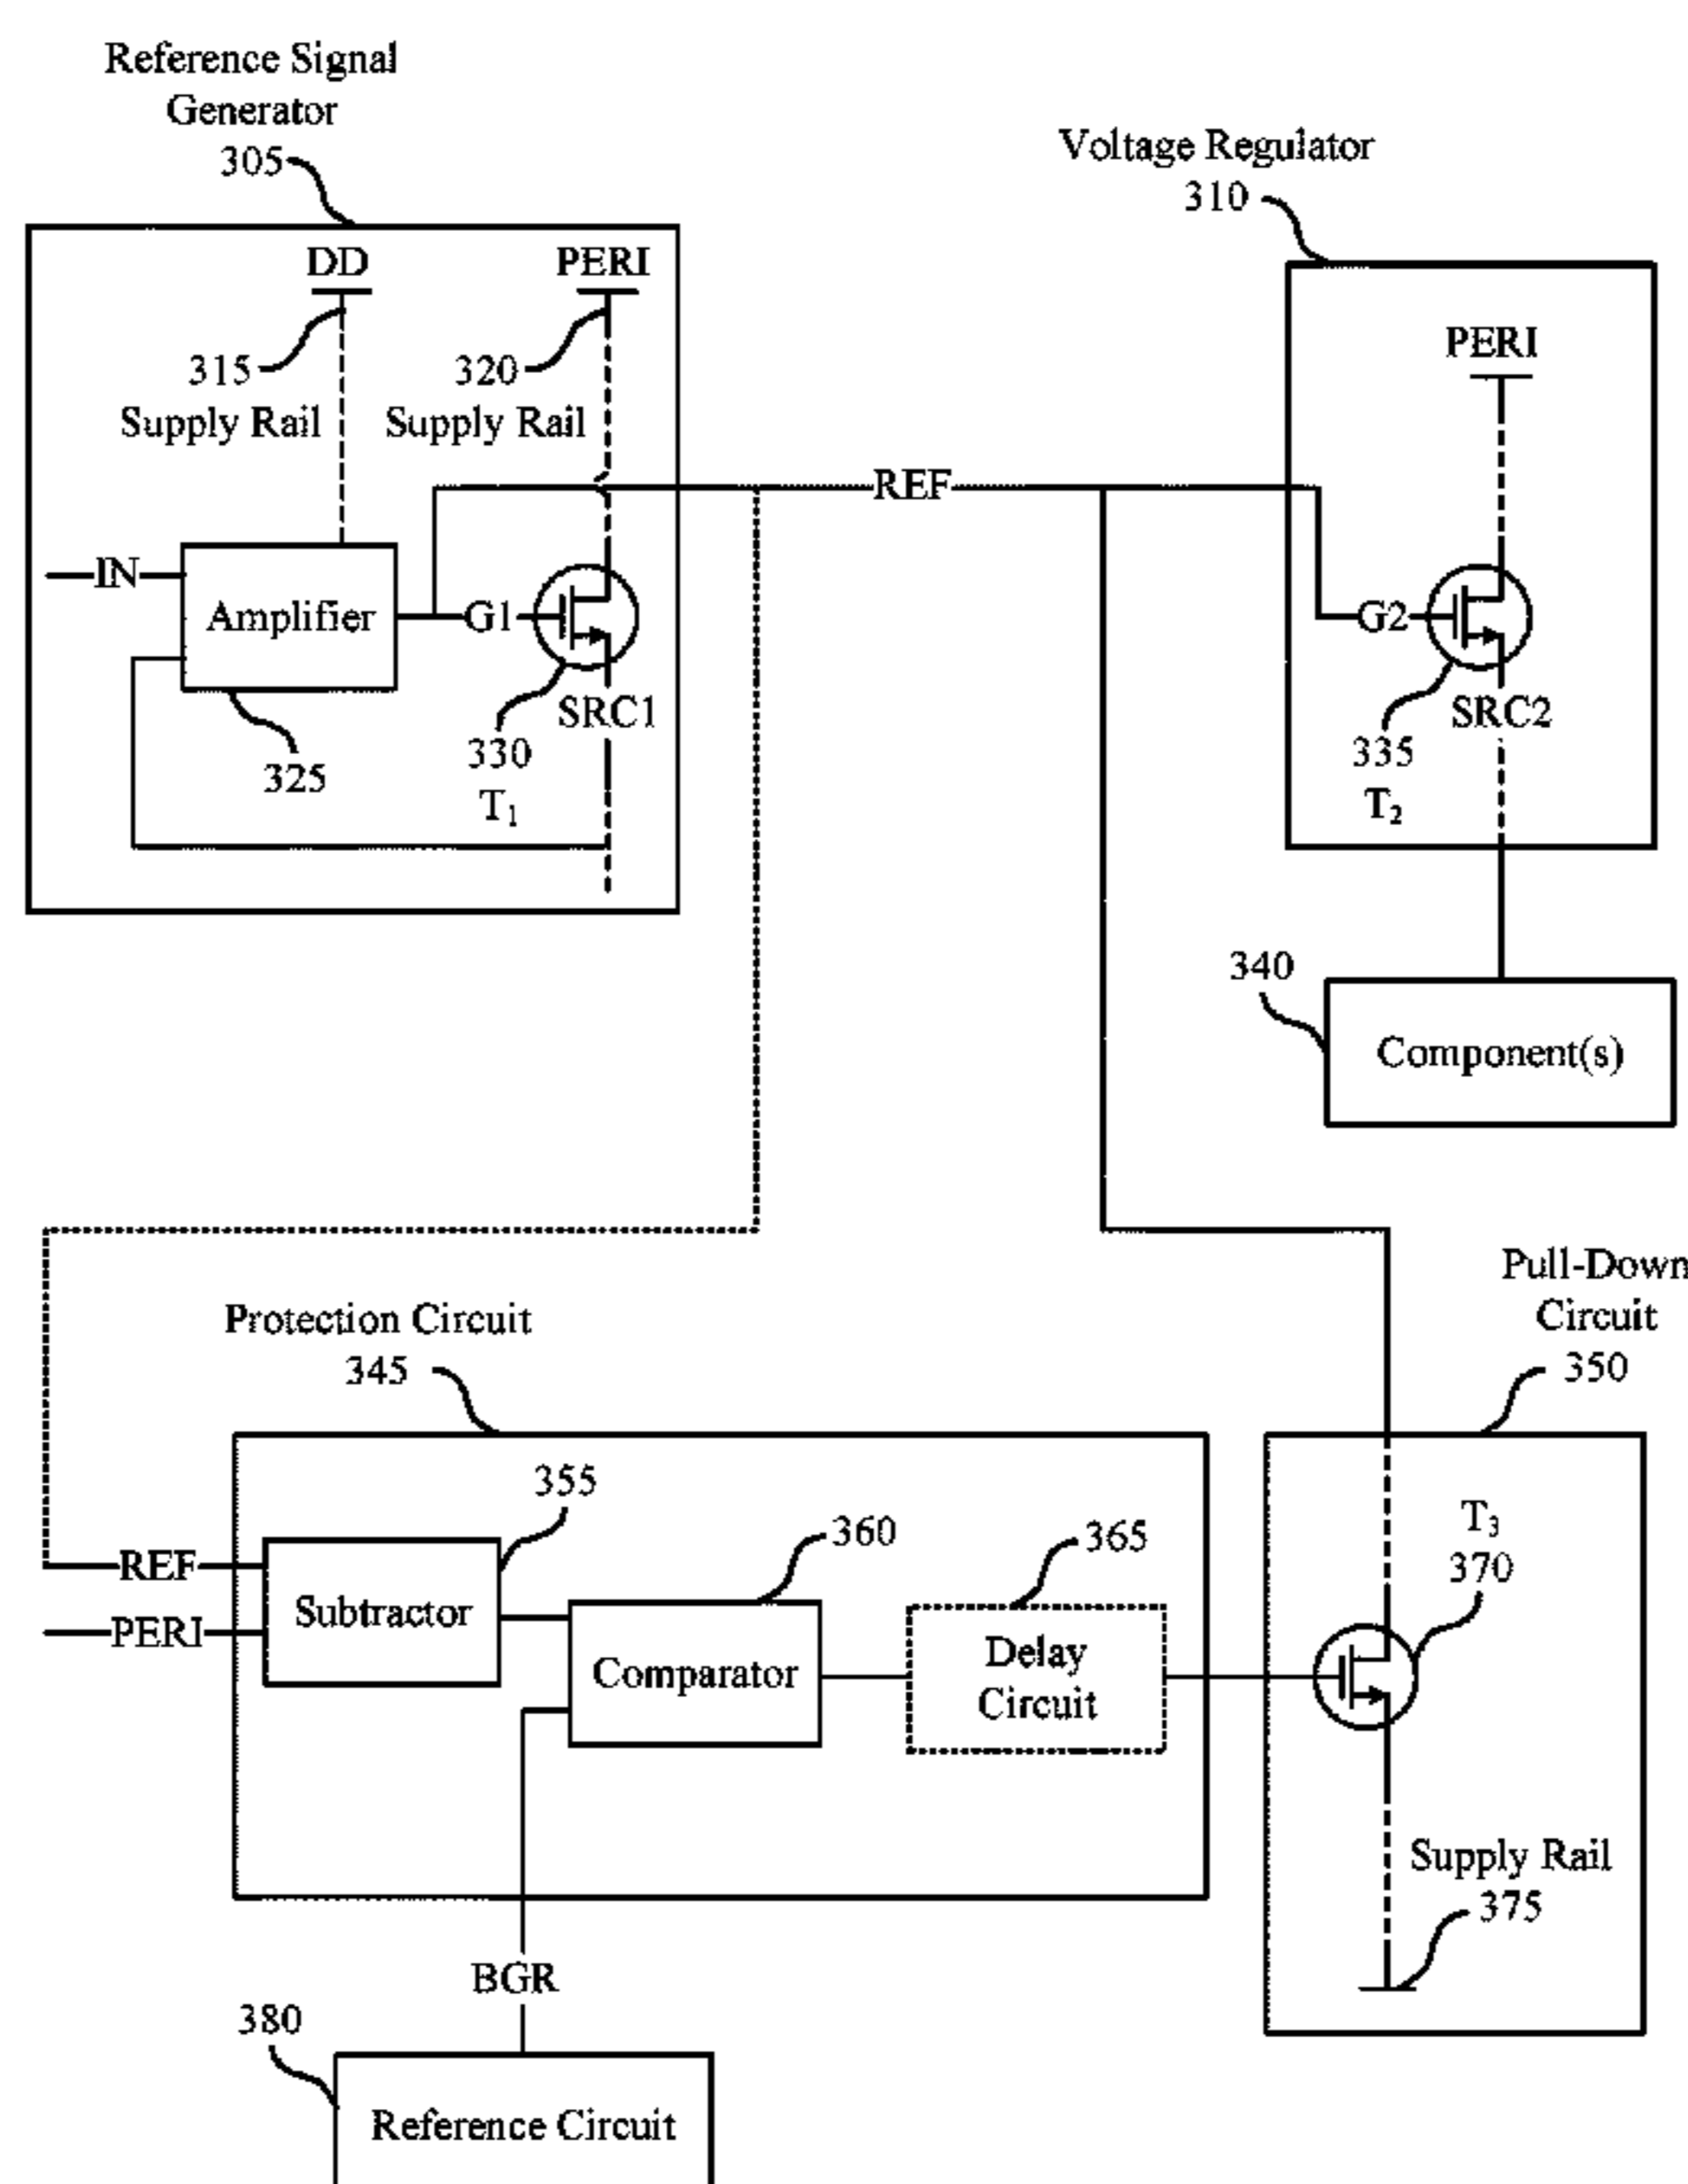 Reference Signal
Generator
305
DD
PERI
315
Supply Rail
320
Supply Rail
IN
Amplifier
325
G1
330
T₁
SRC1
REF
Voltage Regulator
310
PERI
G2
335
T₂
SRC2
340
Component(s)
Protection Circuit
345
REF
PERI
355
Subtractor
360
Comparator
365
Delay
Circuit
Pull-Down
Circuit
350
T₃
370
Supply Rail
375
BGR
380
Reference Circuit